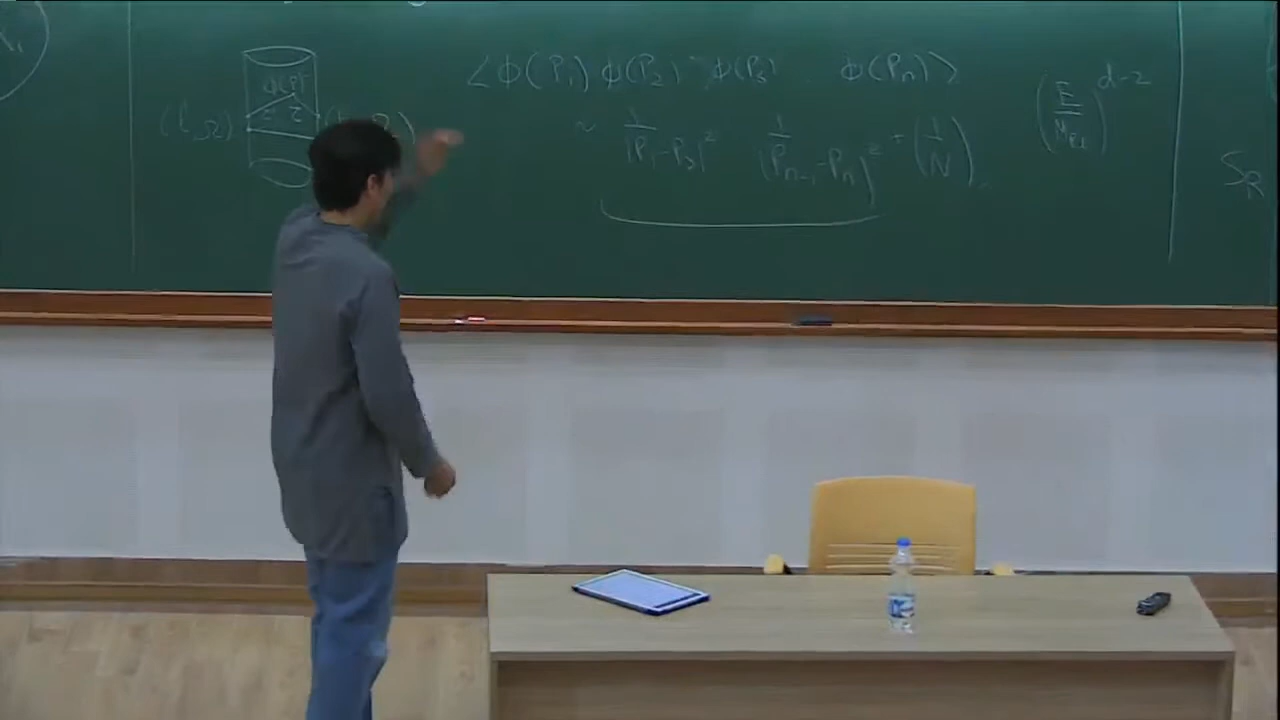 ⟨φ(P₁) φ(P₂) φ(P₃) φ(Pₙ)⟩
~ 1/|P₁-P₂|² 1/|Pₙ₋₁-Pₙ|² + (1/N)
(E/M_Pl)^(d-2)
S_R
φ(P)
(t, Ω)